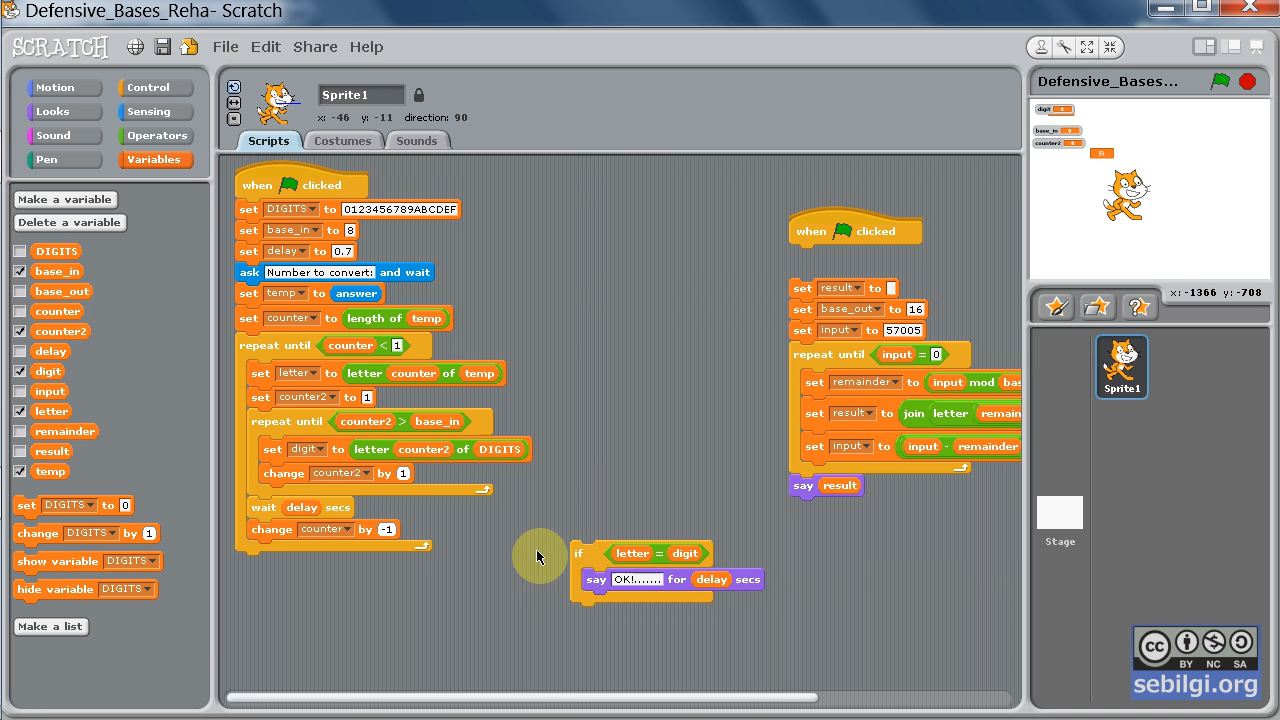 Defensive_Bases_Reha- Scratch
SCRATCH File Edit Share Help
Motion Control
Looks Sensing
Sound Operators
Pen Variables
Make a variable
Delete a variable
DIGITS
base_in
base_out
counter
counter2
delay
digit
input
letter
remainder
result
temp
set DIGITS to 0
change DIGITS by 1
show variable DIGITS
hide variable DIGITS
Make a list
Sprite1
x: -46 y: -11 direction: 90
Scripts Costumes Sounds
when clicked
set DIGITS to 0123456789ABCDEF
set base_in to 8
set delay to 0.7
ask Number to convert: and wait
set temp to answer
set counter to length of temp
repeat until counter < 1
set letter to letter counter of temp
set counter2 to 1
repeat until counter2 > base_in
set digit to letter counter2 of DIGITS
change counter2 by 1
wait delay secs
change counter by -1
if letter = digit
say OK!....... for delay secs
when clicked
set result to
set base_out to 16
set input to 57005
repeat until input = 0
set remainder to input mod bas
set result to join letter remain
set input to input - remainder
say result
Defensive_Bases...
digit
base_in 8
counter2
R
x: -1366 y: -708
Sprite1
Stage
CC BY NC SA
sebilgi.org